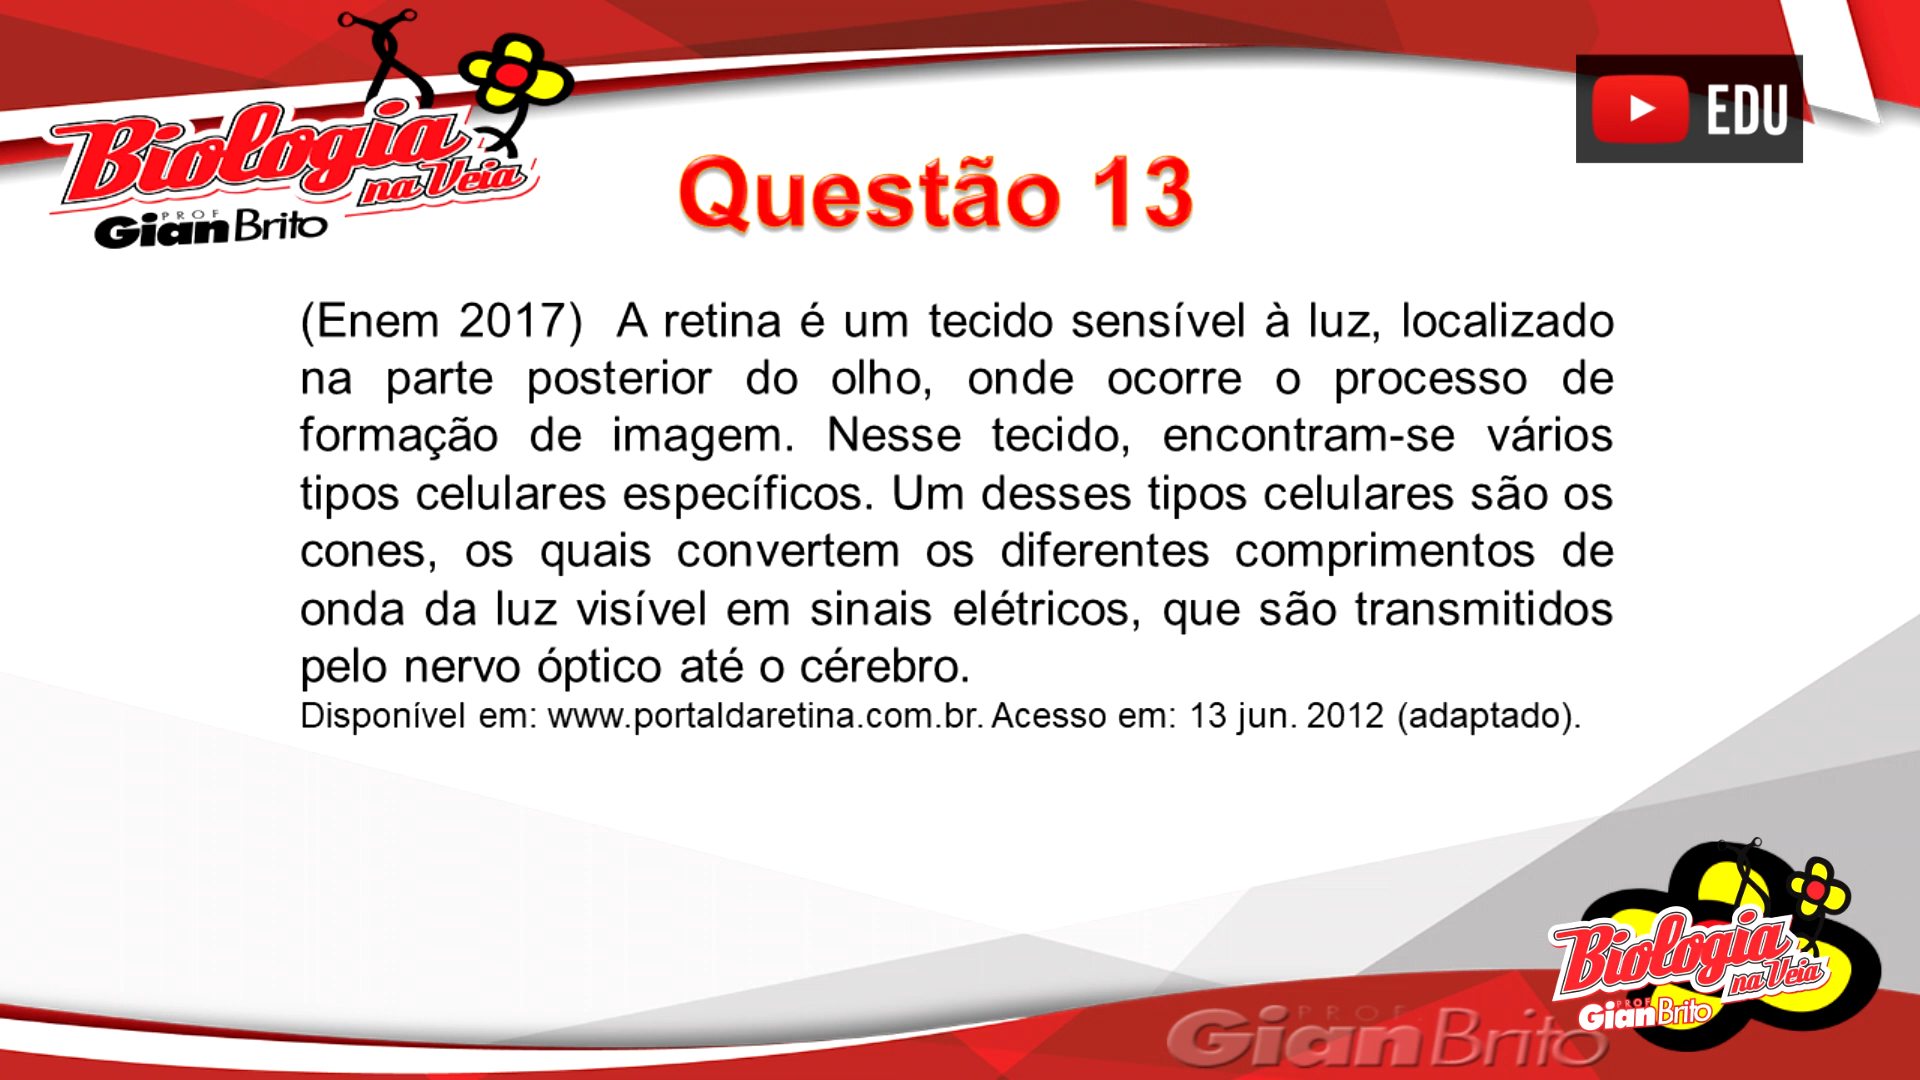 Biologia
na Veia
PROF
Gian Brito
EDU
Questão 13
(Enem 2017) A retina é um tecido sensível à luz, localizado
na parte posterior do olho, onde ocorre o processo de
formação de imagem. Nesse tecido, encontram-se vários
tipos celulares específicos. Um desses tipos celulares são os
cones, os quais convertem os diferentes comprimentos de
onda da luz visível em sinais elétricos, que são transmitidos
pelo nervo óptico até o cérebro.
Disponível em: www.portaldaretina.com.br. Acesso em: 13 jun. 2012 (adaptado).
Biologia
na Veia
PROF
Gian Brito
PROF.
Gian Brito